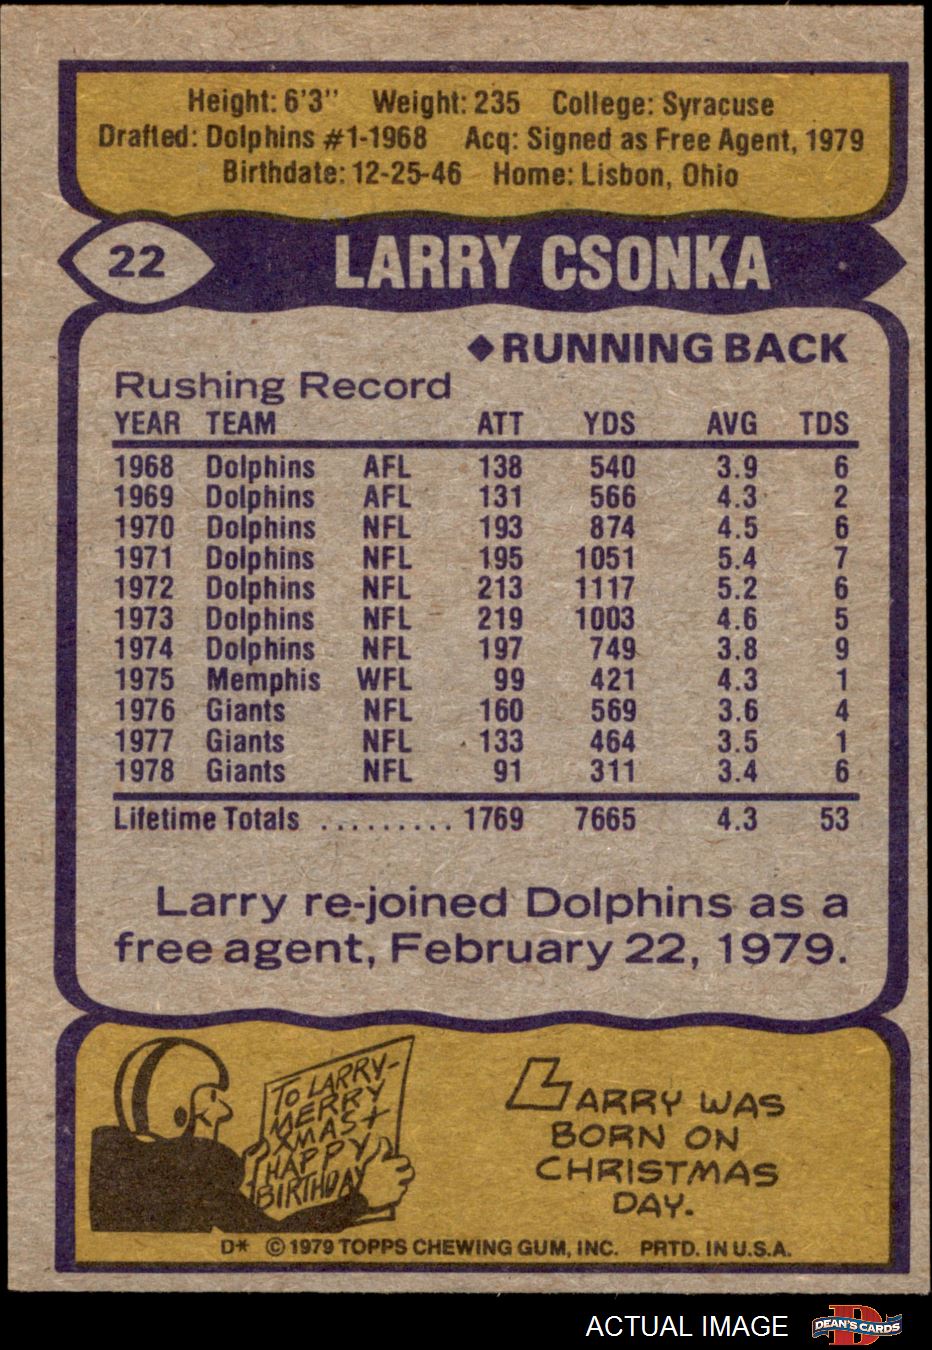 Height: 6'3" Weight: 235 College: Syracuse
Drafted: Dolphins #1-1968 Acq: Signed as Free Agent, 1979
Birthdate: 12-25-46 Home: Lisbon, Ohio
22 LARRY CSONKA
◆RUNNING BACK
Rushing Record
YEAR TEAM ATT YDS AVG TDS
1968 Dolphins AFL 138 540 3.9 6
1969 Dolphins AFL 131 566 4.3 2
1970 Dolphins NFL 193 874 4.5 6
1971 Dolphins NFL 195 1051 5.4 7
1972 Dolphins NFL 213 1117 5.2 6
1973 Dolphins NFL 219 1003 4.6 5
1974 Dolphins NFL 197 749 3.8 9
1975 Memphis WFL 99 421 4.3 1
1976 Giants NFL 160 569 3.6 4
1977 Giants NFL 133 464 3.5 1
1978 Giants NFL 91 311 3.4 6
Lifetime Totals ......... 1769 7665 4.3 53
Larry re-joined Dolphins as a
free agent, February 22, 1979.
TO LARRY-
MERRY
XMAS +
HAPPY
BIRTHDAY
LARRY WAS
BORN ON
CHRISTMAS
DAY.
D* © 1979 TOPPS CHEWING GUM, INC. PRTD. IN U.S.A.
ACTUAL IMAGE DEAN'S CARDS